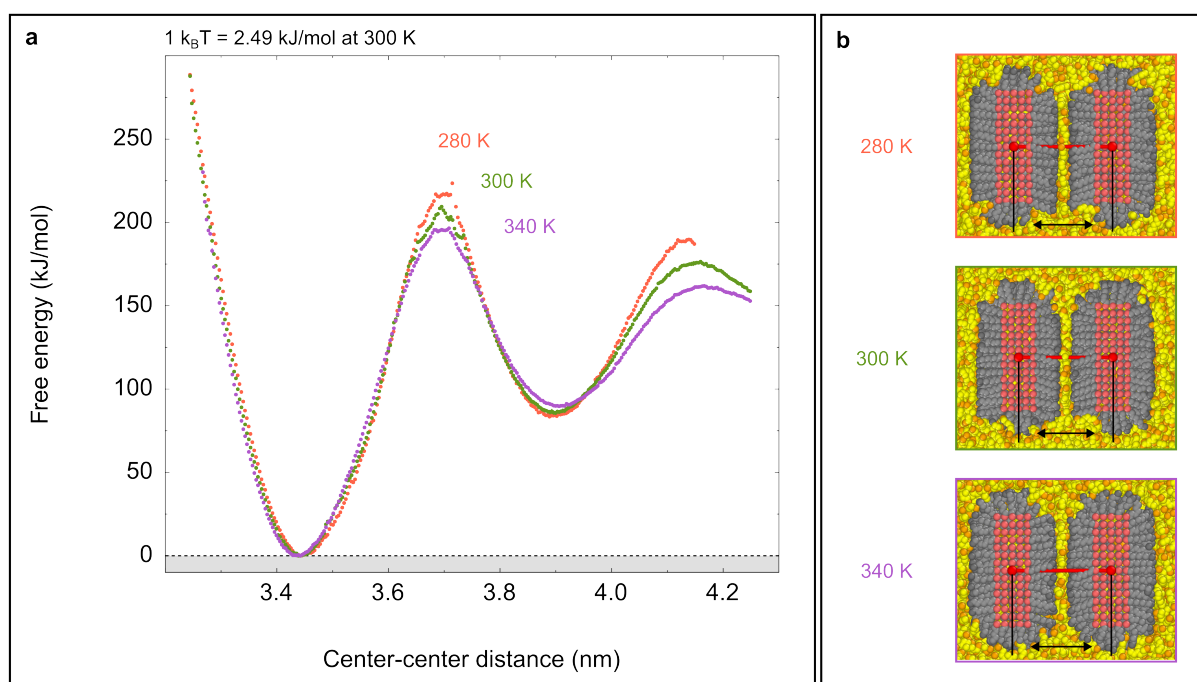 a
1 kBT = 2.49 kJ/mol at 300 K
Free energy (kJ/mol)
250
200
150
100
50
0
280 K
300 K
340 K
3.4
3.6
3.8
4.0
4.2
Center-center distance (nm)
b
280 K
300 K
340 K